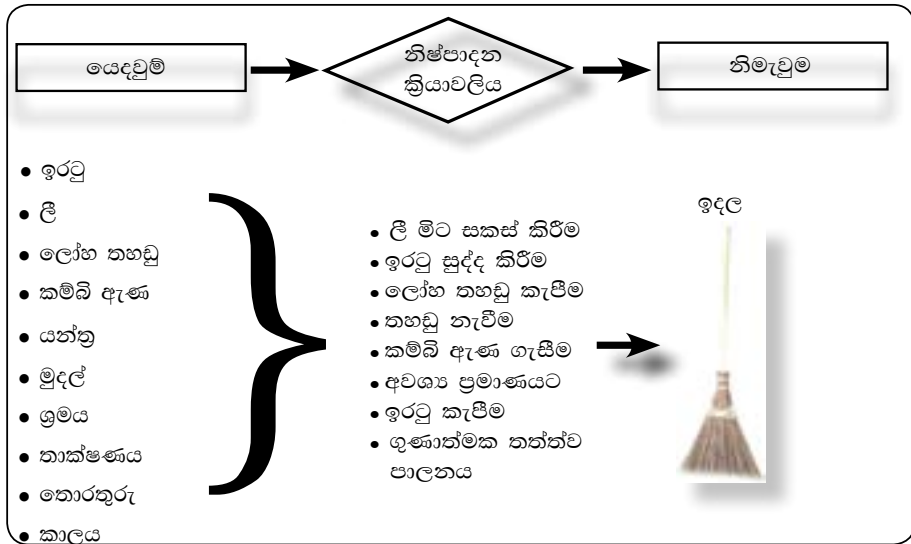 යෙදවුම්
නිෂ්පාදන
ක්‍රියාවලිය
නිමැවුම
• ඉරටු
• ලී
• ලෝහ තහඩු
• කම්බි ඇණ
• යන්ත්‍ර
• මුදල්
• ශ්‍රමය
• තාක්ෂණය
• තොරතුරු
• කාලය
• ලී මිට සකස් කිරීම
• ඉරටු සුද්ද කිරීම
• ලෝහ තහඩු කැපීම
• තහඩු නැවීම
• කම්බි ඇණ ගැසීම
• අවශ්‍ය ප්‍රමාණයට
• ඉරටු කැපීම
• ගුණාත්මක තත්ත්ව
පාලනය
ඉදල